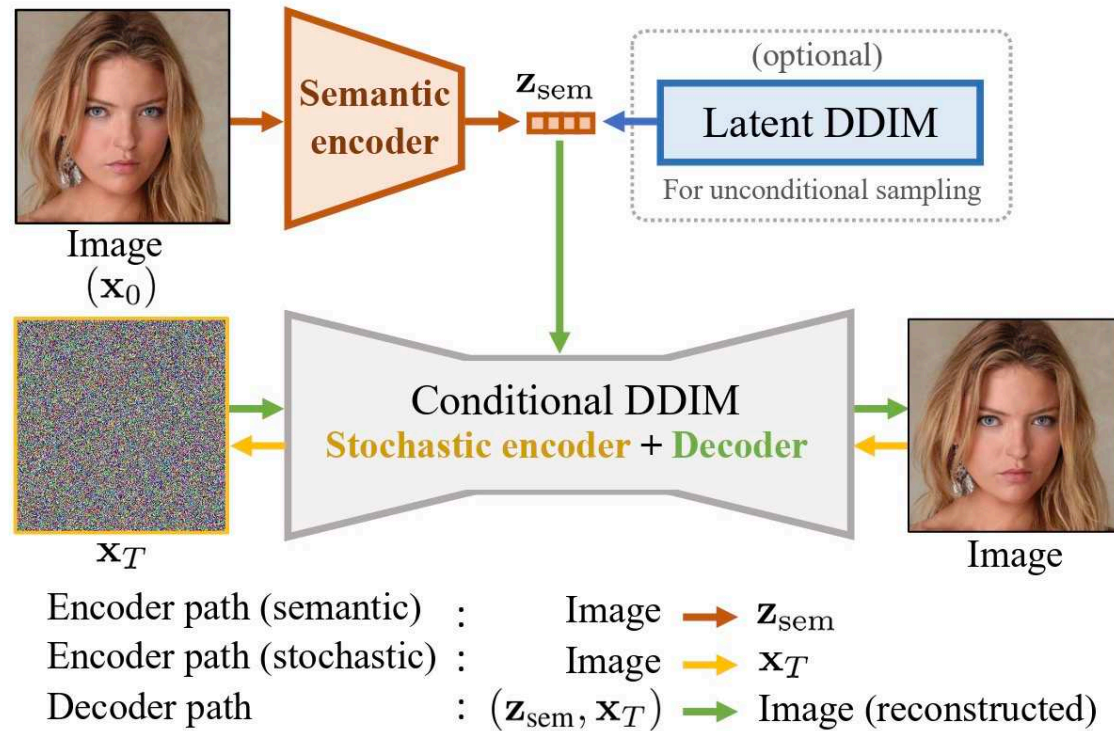 Semantic
encoder
z_sem
(optional)
Latent DDIM
For unconditional sampling
Image
(x_0)
Conditional DDIM
Stochastic encoder + Decoder
x_T
Image
Encoder path (semantic) : Image → z_sem
Encoder path (stochastic) : Image → x_T
Decoder path : (z_sem, x_T) → Image (reconstructed)